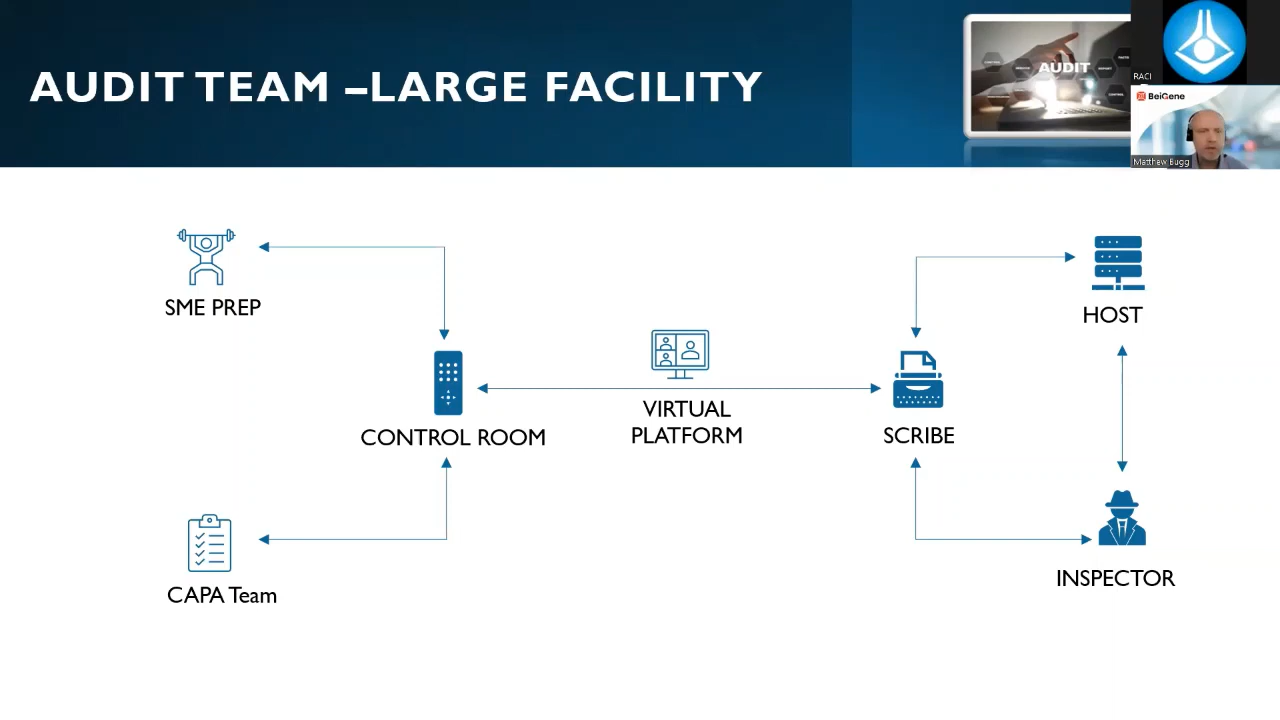 AUDIT TEAM –LARGE FACILITY
AUDIT
RACI
BeiGene
Matthew Bugg
SME PREP
HOST
VIRTUAL
PLATFORM
CONTROL ROOM
SCRIBE
CAPA Team
INSPECTOR